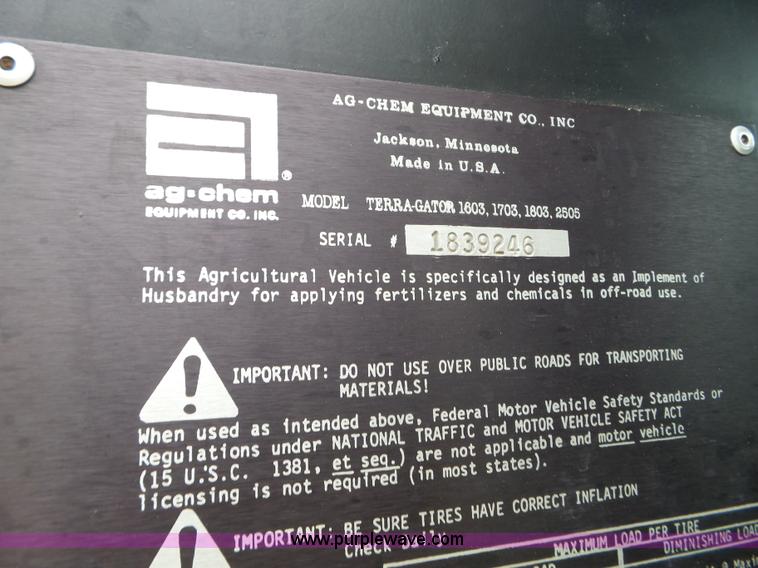 AG-CHEM EQUIPMENT CO., INC
Jackson, Minnesota
Made in U.S.A.
ag-chem ®
EQUIPMENT CO. INC.
MODEL TERRA-GATOR 1603, 1703, 1803, 2505
SERIAL # 1839246
This Agricultural Vehicle is specifically designed as an Implement of
Husbandry for applying fertilizers and chemicals in off-road use.
! IMPORTANT: DO NOT USE OVER PUBLIC ROADS FOR TRANSPORTING
MATERIALS!
When used as intended above, Federal Motor Vehicle Safety Standards or
Regulations under NATIONAL TRAFFIC and MOTOR VEHICLE SAFETY ACT
(15 U.S.C. 1381, et seq.) are not applicable and motor vehicle
licensing is not required (in most states).
! IMPORTANT: BE SURE TIRES HAVE CORRECT INFLATION
Check
MAXIMUM LOAD PER TIRE
DIMINISHING LOAD
www.purplewave.com